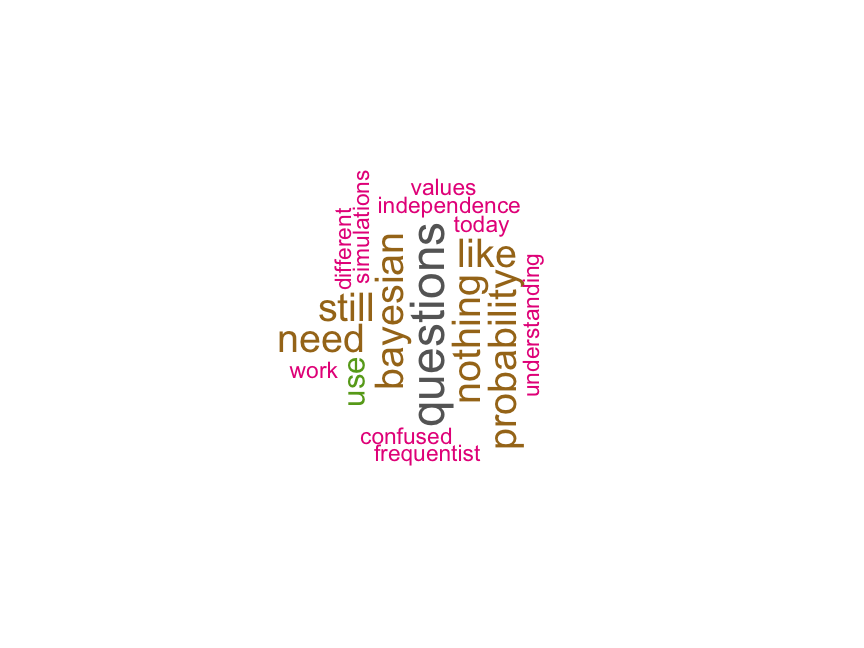 values
independence
today
different
simulations
bayesian
questions
like
nothing
probability
understanding
still
need
work
use
confused
frequentist